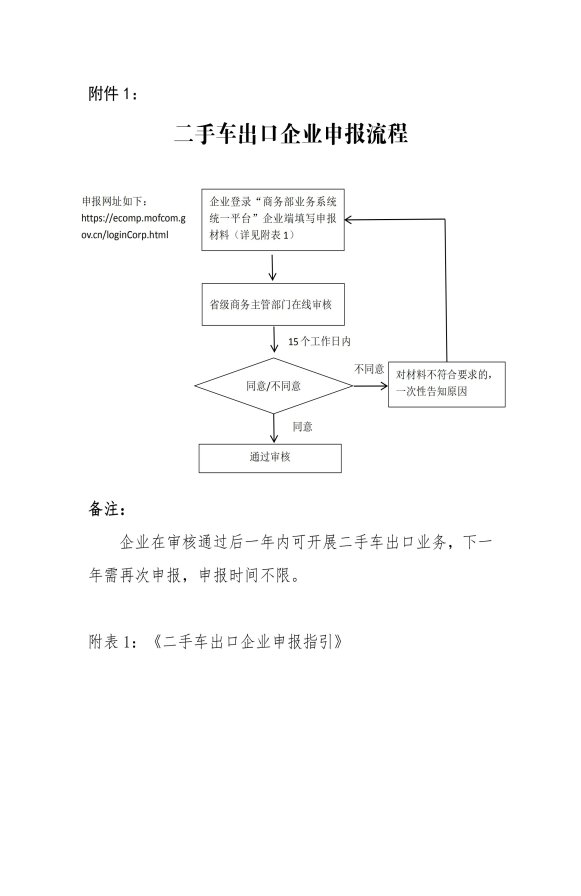 附件 1：
二手车出口企业申报流程
申报网址如下：
https://ecomp.mofcom.g
ov.cn/loginCorp.html
企业登录“商务部业务系统
统一平台”企业端填写申报
材料（详见附表 1）
省级商务主管部门在线审核
15 个工作日内
不同意
同意/不同意
对材料不符合要求的，
一次性告知原因
同意
通过审核
备注：
企业在审核通过后一年内可开展二手车出口业务，下一
年需再次申报，申报时间不限。
附表 1：《二手车出口企业申报指引》